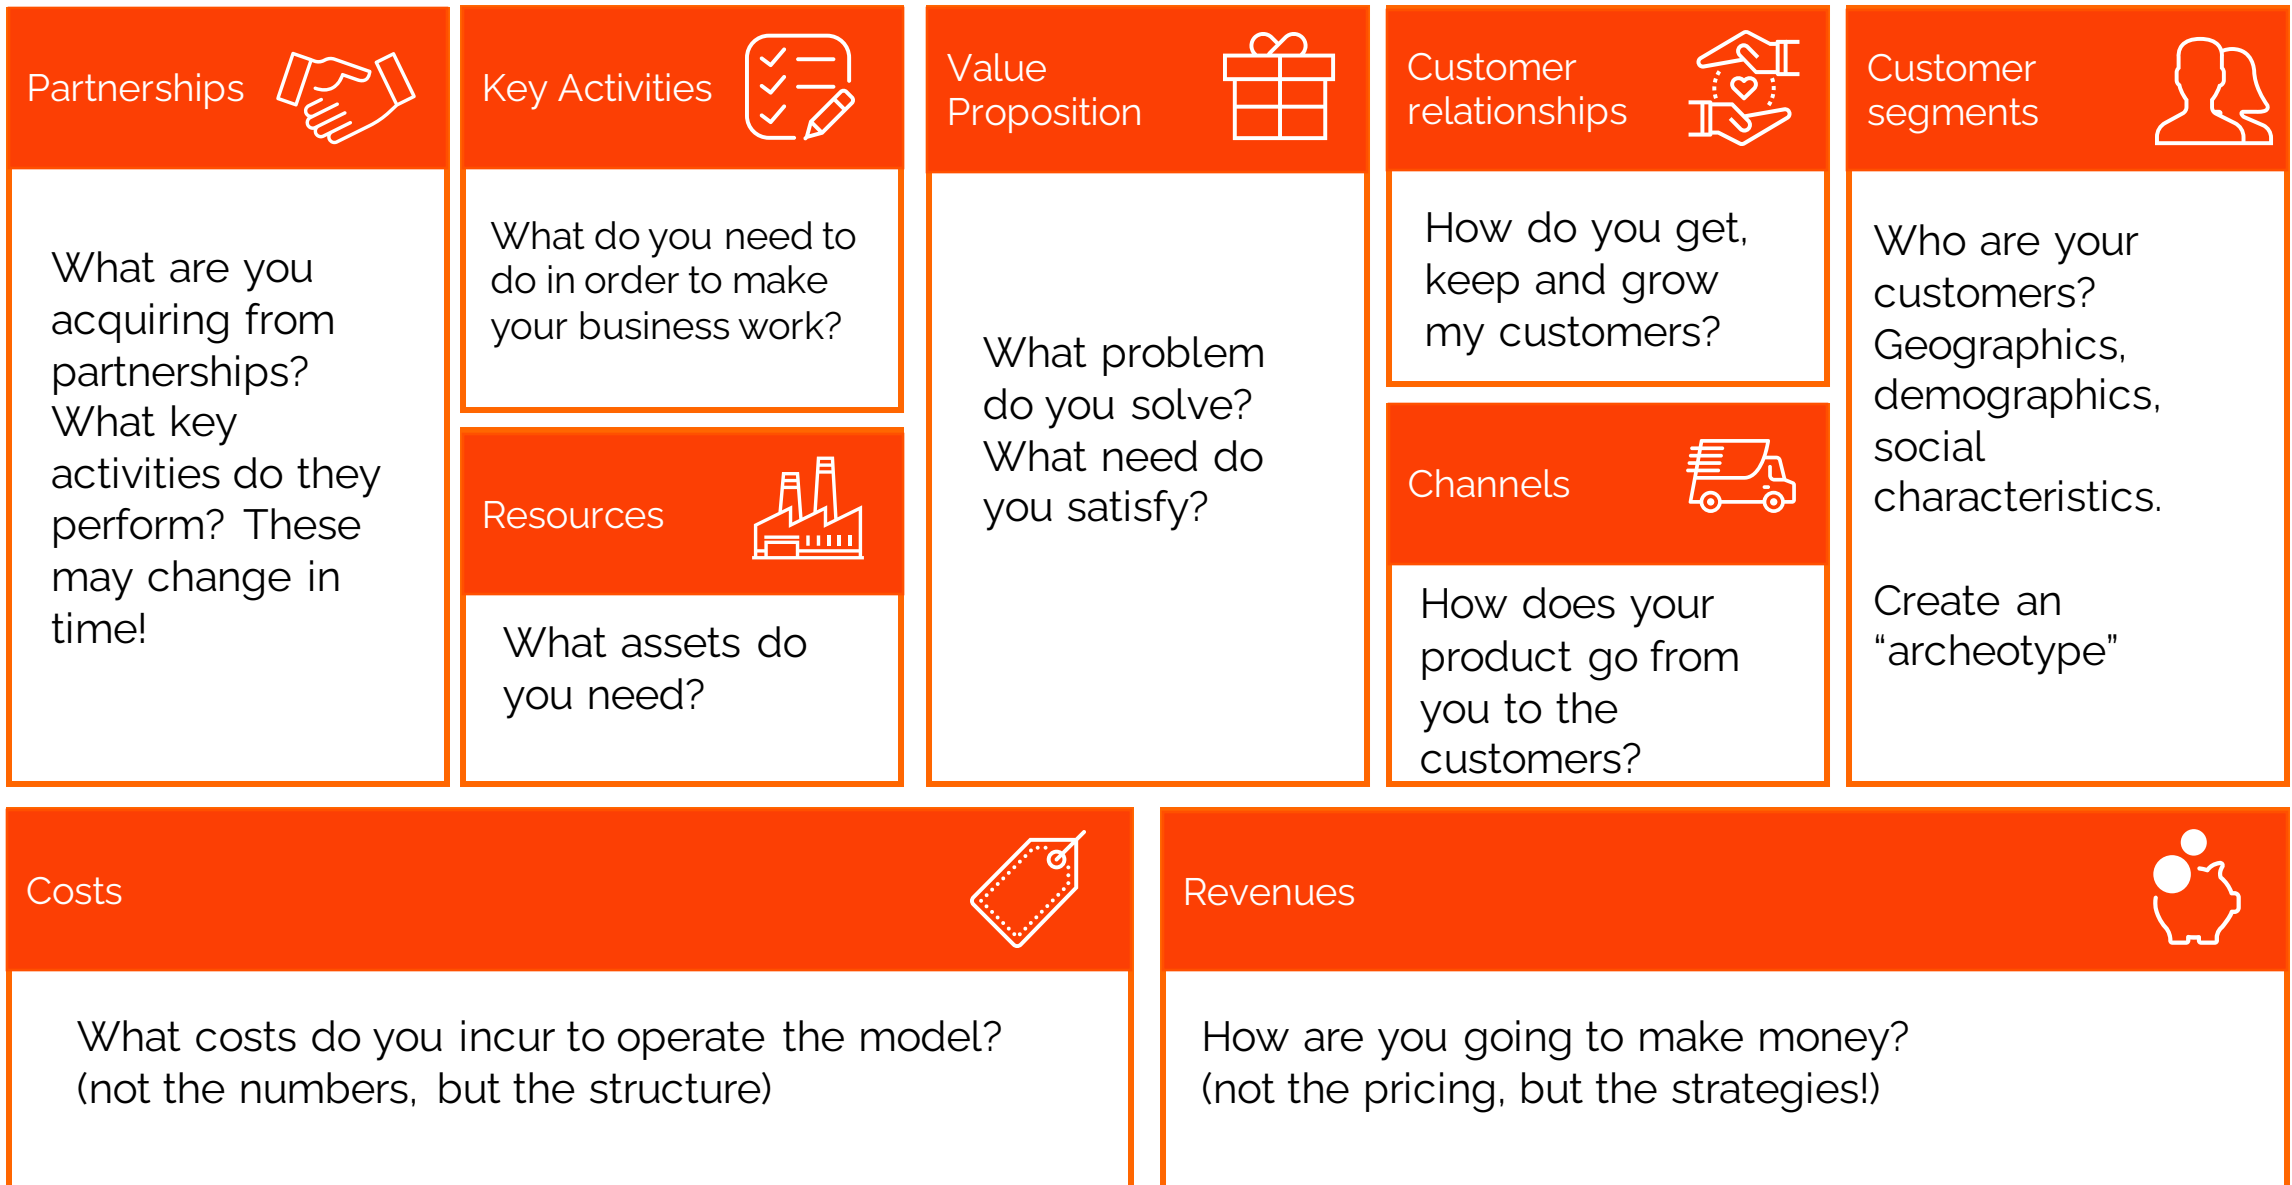 Partnerships
What are you
acquiring from
partnerships?
What key
activities do they
perform? These
may change in
time!
Key Activities
What do you need to
do in order to make
your business work?
Resources
What assets do
you need?
Value
Proposition
What problem
do you solve?
What need do
you satisfy?
Customer
relationships
How do you get,
keep and grow
my customers?
Channels
How does your
product go from
you to the
customers?
Customer
segments
Who are your
customers?
Geographics,
demographics,
social
characteristics.
Create an
“archeotype”
Costs
What costs do you incur to operate the model?
(not the numbers, but the structure)
Revenues
How are you going to make money?
(not the pricing, but the strategies!)